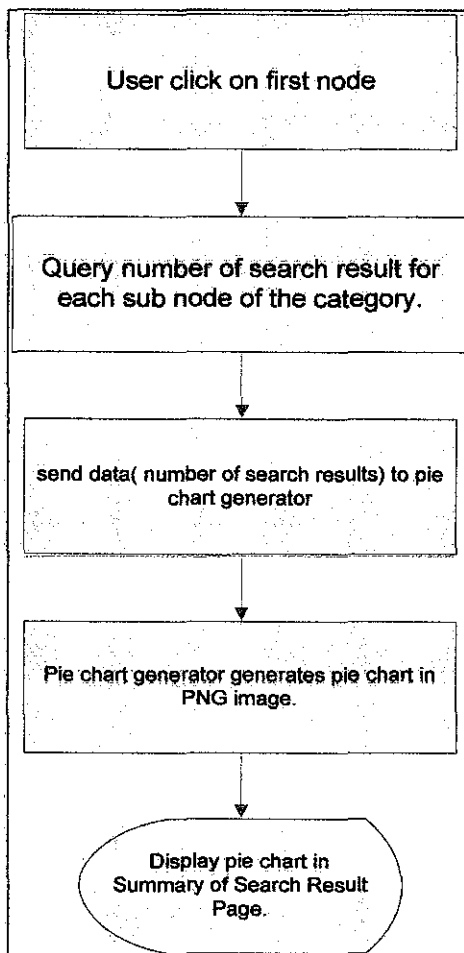 User click on first node
Query number of search result for
each sub node of the category.
send data( number of search results) to pie
chart generator
Pie chart generator generates pie chart in
PNG image.
Display pie chart in
Summary of Search Result
Page.